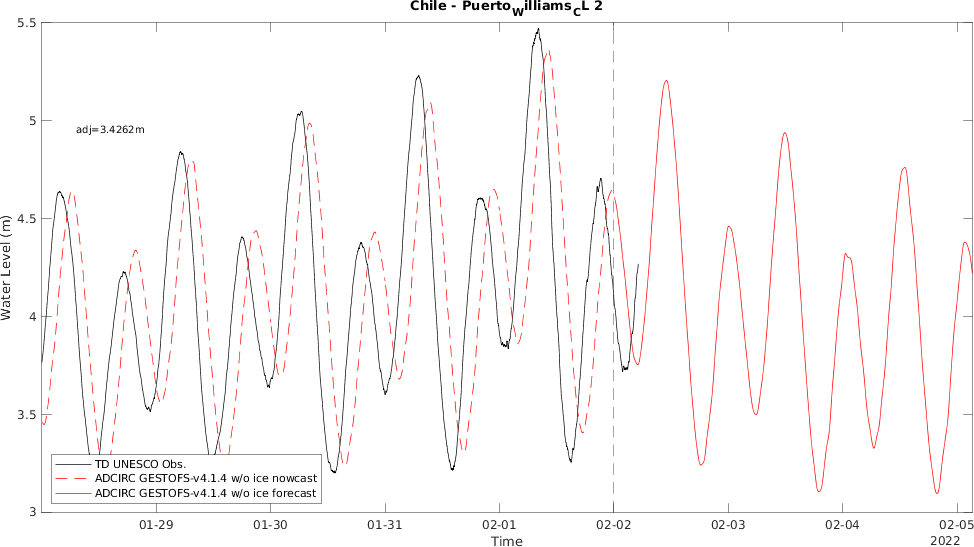 Chile - PuertoWilliamsCL 2
5.5
5
4.5
4
3.5
3
Water Level (m)
adj=3.4262m
TD UNESCO Obs.
ADCIRC GESTOFS-v4.1.4 w/o ice nowcast
ADCIRC GESTOFS-v4.1.4 w/o ice forecast
01-29
01-30
01-31
02-01
02-02
02-03
02-04
02-05
Time
2022